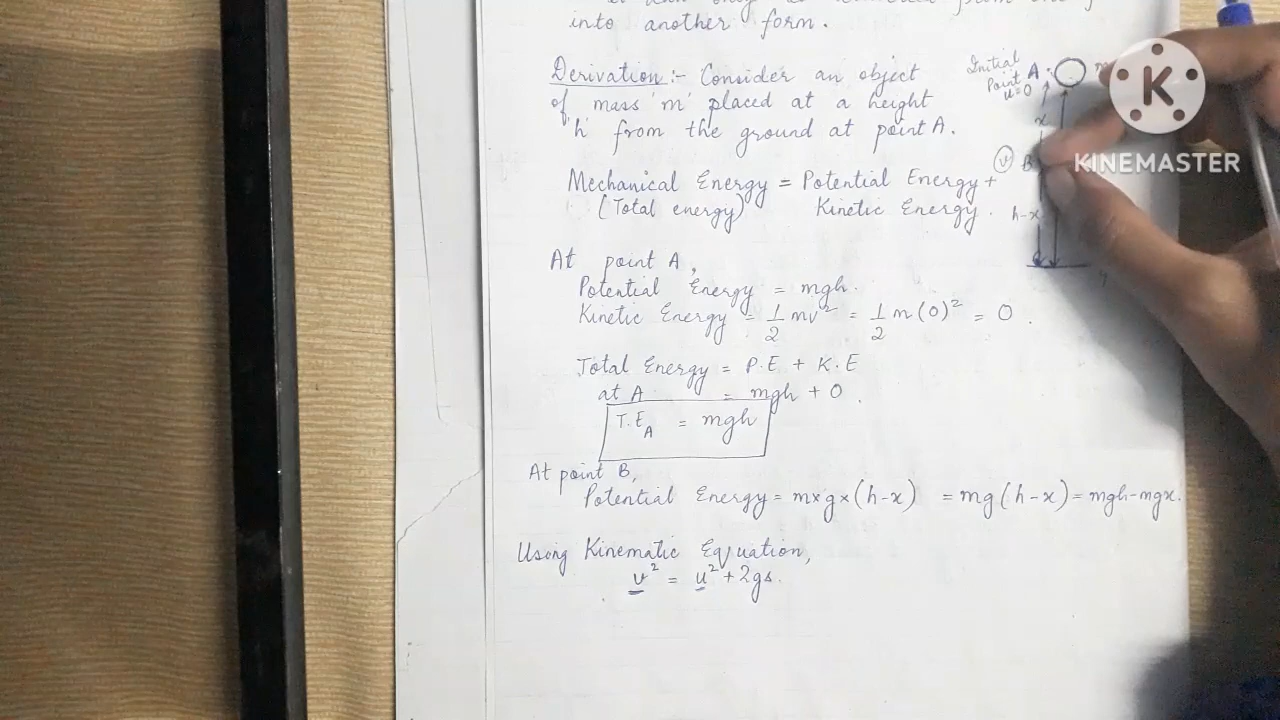 into another form.
Derivation :- Consider an object
of mass 'm' placed at a height
'h' from the ground at point A.
Initial
Point A
u=0
m
x
K
KINEMASTER
v B
h-x
Mechanical Energy = Potential Energy +
(Total energy) Kinetic Energy.
At point A,
Potential Energy = mgh.
Kinetic Energy = 1/2 mv² = 1/2 m(0)² = 0.
Total Energy = P.E + K.E
at A = mgh + 0.
T.E_A = mgh
At point B,
Potential Energy = m×g×(h-x) = mg(h-x) = mgh-mgx.
Using Kinematic Equation,
v² = u² + 2gs.